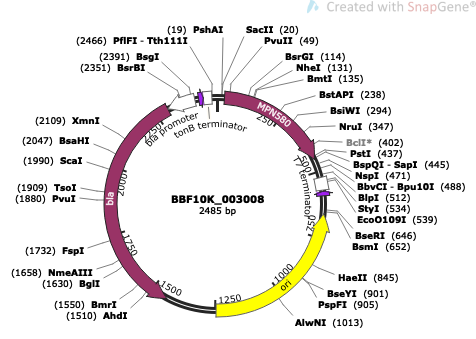 Created with SnapGene®
(19) PshAI
SacII (20)
(2466) PflFI - Tth111I
PvuII (49)
(2391) BsgI
BsrGI (114)
(2351) BsrBI
NheI (131)
BmtI (135)
BstAPI (238)
(2109) XmnI
BsiWI (294)
(2047) BsaHI
NruI (347)
BclI* (402)
(1990) ScaI
PstI (437)
BspQI - SapI (445)
NspI (471)
(1909) TsoI
BbvCI - Bpu10I (488)
(1880) PvuI
BlpI (512)
StyI (534)
EcoO109I (539)
BseRI (646)
BsmI (652)
(1732) FspI
(1658) NmeAIII
HaeII (845)
(1630) BglI
BseYI (901)
(1550) BmrI
PspFI (905)
(1510) AhdI
AlwNI (1013)
MPN580
bla promoter
tonB terminator
T7 terminator
bla
ori
250
500
750
1000
1250
1500
1750
2000
2250
BBF10K_003008
2485 bp